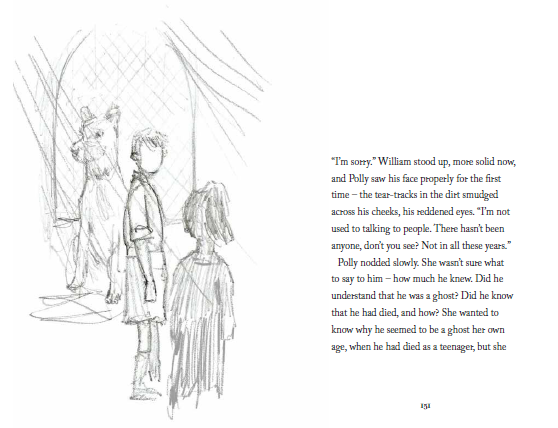 “I’m sorry.” William stood up, more solid now,
and Polly saw his face properly for the first
time – the tear-tracks in the dirt smudged
across his cheeks, his reddened eyes. “I’m not
used to talking to people. There hasn’t been
anyone, don’t you see? Not in all these years.”
Polly nodded slowly. She wasn’t sure what
to say to him – how much he knew. Did he
understand that he was a ghost? Did he know
that he had died, and how? She wanted to
know why he seemed to be a ghost her own
age, when he had died as a teenager, but she
151